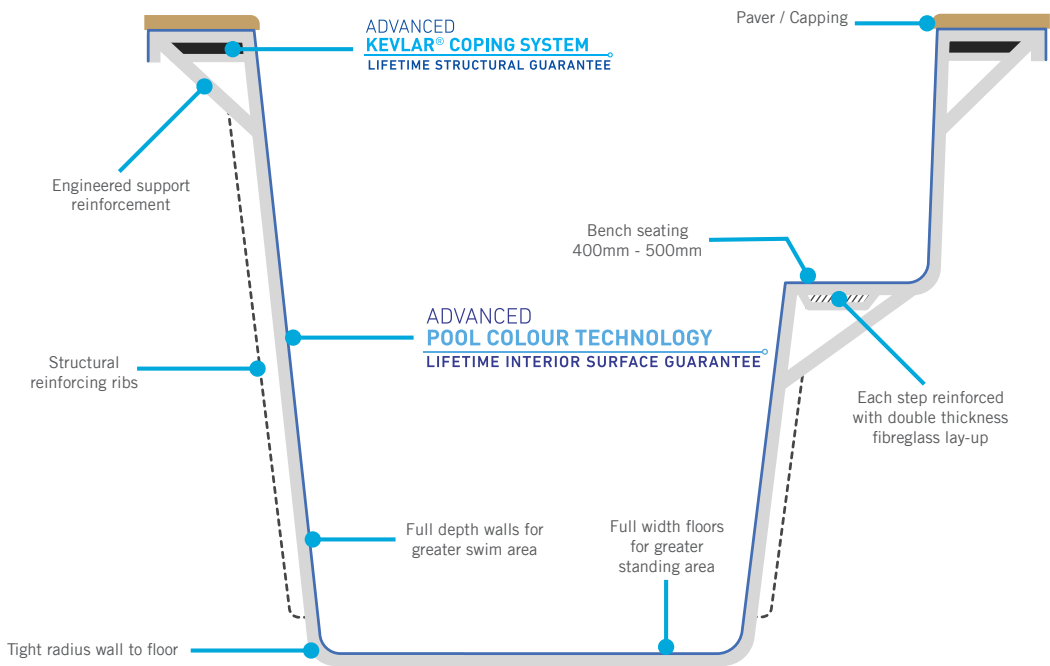 ADVANCED
KEVLAR® COPING SYSTEM
LIFETIME STRUCTURAL GUARANTEE
Paver / Capping
Engineered support
reinforcement
Bench seating
400mm - 500mm
ADVANCED
POOL COLOUR TECHNOLOGY
LIFETIME INTERIOR SURFACE GUARANTEE
Structural
reinforcing ribs
Each step reinforced
with double thickness
fibreglass lay-up
Full depth walls for
greater swim area
Full width floors
for greater
standing area
Tight radius wall to floor